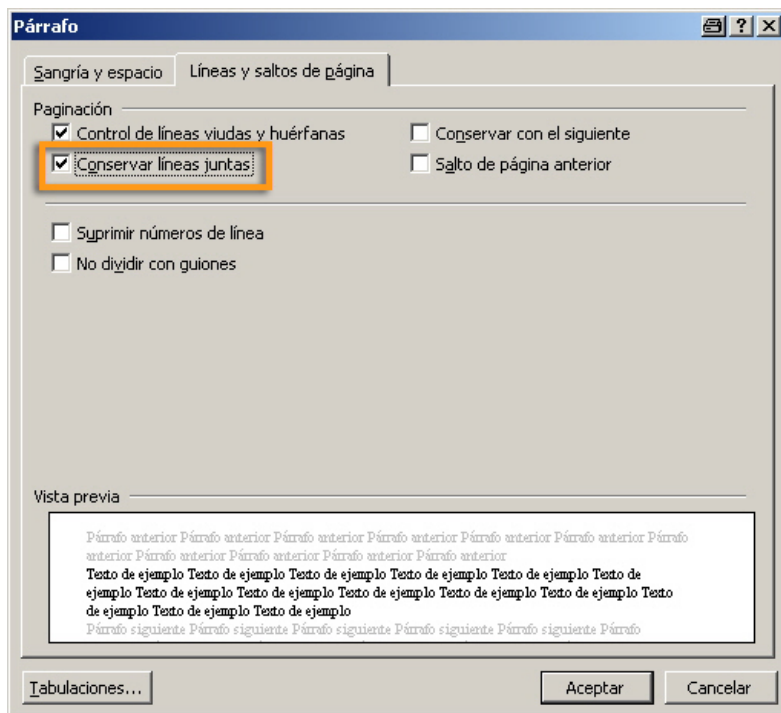 Párrafo
Sangría y espacio Líneas y saltos de página
Paginación
Control de líneas viudas y huérfanas Conservar con el siguiente
Conservar líneas juntas Salto de página anterior
Suprimir números de línea
No dividir con guiones
Vista previa
Párrafo anterior Párrafo anterior Párrafo anterior Párrafo anterior Párrafo anterior Párrafo anterior Párrafo
anterior Párrafo anterior Párrafo anterior Párrafo anterior Párrafo anterior
Texto de ejemplo Texto de ejemplo Texto de ejemplo Texto de ejemplo Texto de ejemplo Texto de
ejemplo Texto de ejemplo Texto de ejemplo Texto de ejemplo Texto de ejemplo Texto de ejemplo Texto
de ejemplo Texto de ejemplo Texto de ejemplo
Párrafo siguiente Párrafo siguiente Párrafo siguiente Párrafo siguiente Párrafo siguiente Párrafo
Tabulaciones... Aceptar Cancelar